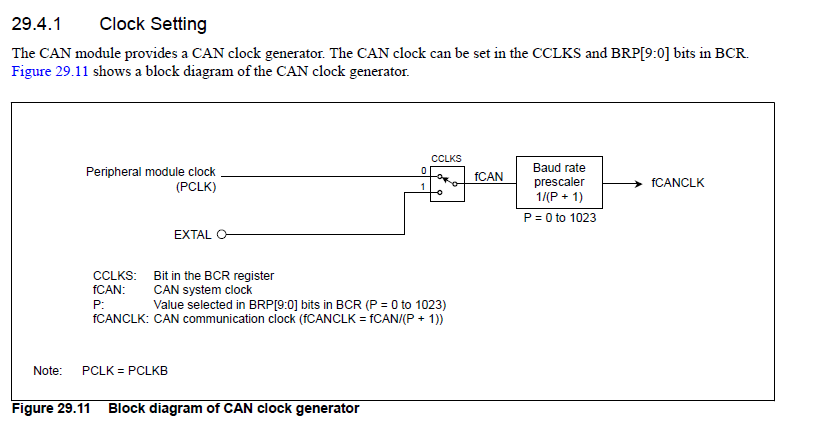 29.4.1 Clock Setting
The CAN module provides a CAN clock generator. The CAN clock can be set in the CCLKS and BRP[9:0] bits in BCR.
Figure 29.11 shows a block diagram of the CAN clock generator.
CCLKS
Peripheral module clock
(PCLK)
0
1
fCAN
Baud rate
prescaler
1/(P + 1)
fCANCLK
P = 0 to 1023
EXTAL
CCLKS: Bit in the BCR register
fCAN: CAN system clock
P: Value selected in BRP[9:0] bits in BCR (P = 0 to 1023)
fCANCLK: CAN communication clock (fCANCLK = fCAN/(P + 1))
Note: PCLK = PCLKB
Figure 29.11 Block diagram of CAN clock generator